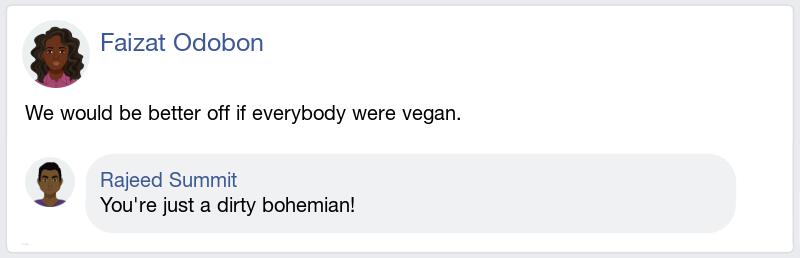 Faizat Odobon
We would be better off if everybody were vegan.
Rajeed Summit
You're just a dirty bohemian!